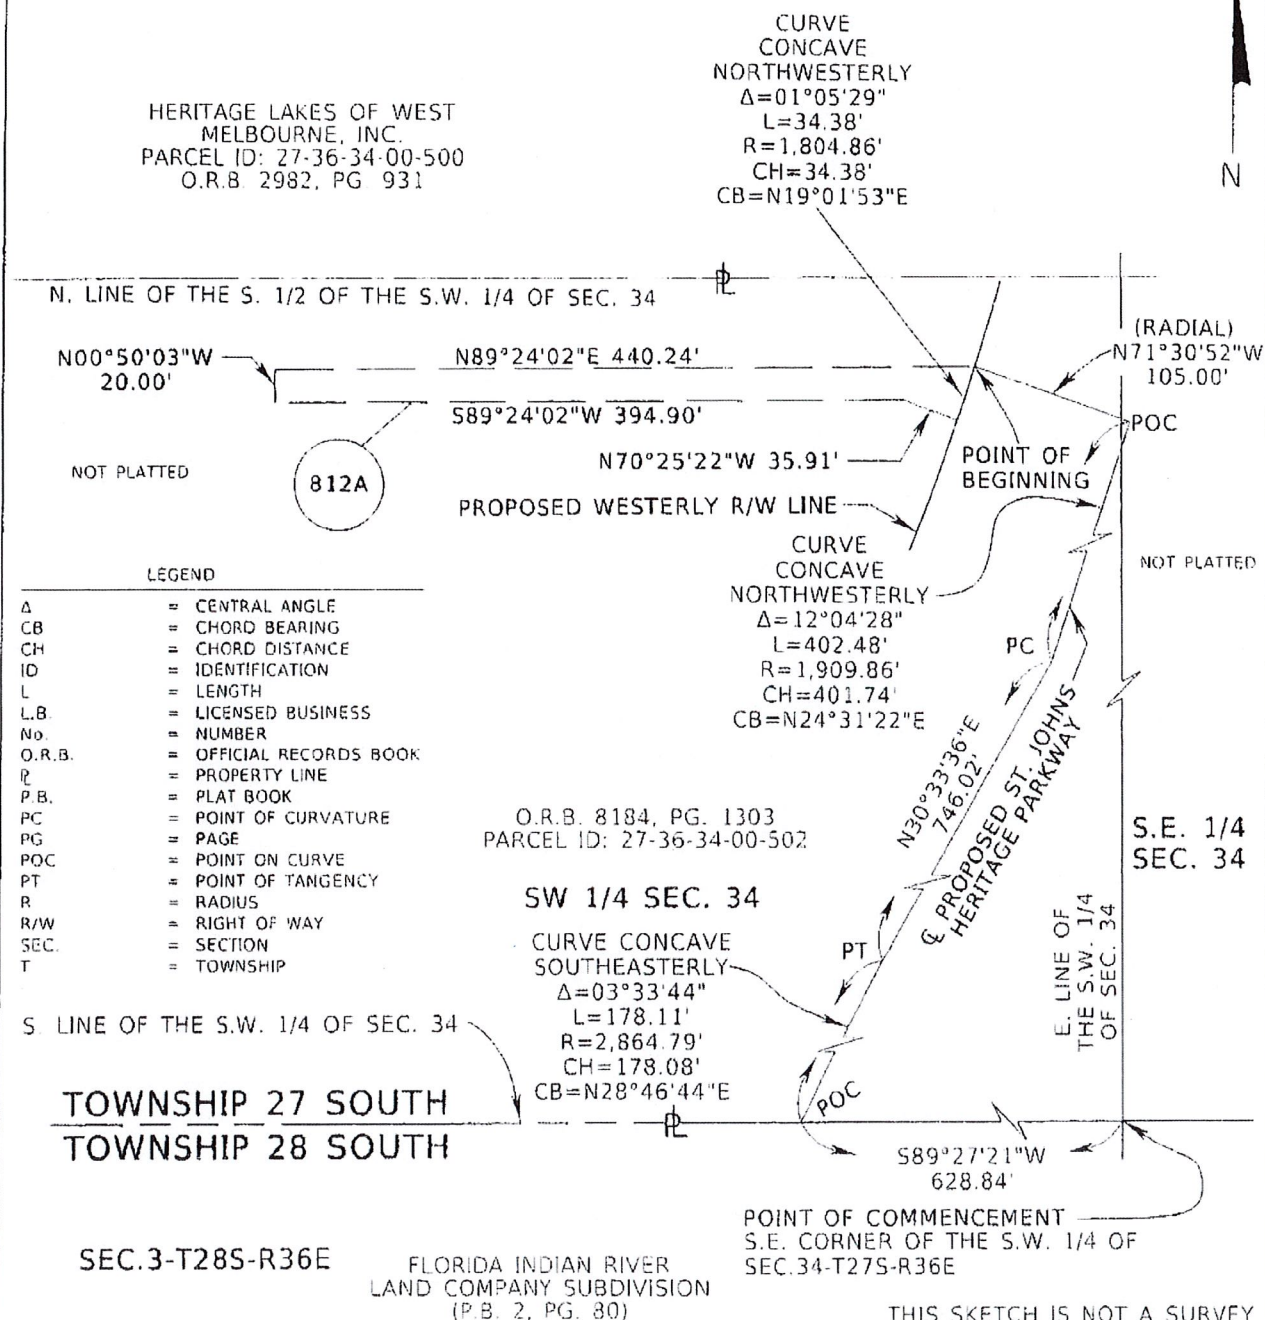 CURVE
CONCAVE
NORTHWESTERLY
Δ=01°05'29"
L=34.38'
R=1,804.86'
CH=34.38'
CB=N19°01'53"E
HERITAGE LAKES OF WEST
MELBOURNE, INC.
PARCEL ID: 27-36-34-00-500
O.R.B. 2982, PG 931
N
PL
N. LINE OF THE S. 1/2 OF THE S.W. 1/4 OF SEC. 34
(RADIAL)
N71°30'52"W
105.00'
N00°50'03"W
20.00'
N89°24'02"E 440.24'
S89°24'02"W 394.90'
POC
N70°25'22"W 35.91'
POINT OF
BEGINNING
NOT PLATTED
812A
PROPOSED WESTERLY R/W LINE
CURVE
CONCAVE
NORTHWESTERLY
Δ=12°04'28"
L=402.48'
R=1,909.86'
CH=401.74'
CB=N24°31'22"E
NOT PLATTED
LEGEND
Δ = CENTRAL ANGLE
CB = CHORD BEARING
CH = CHORD DISTANCE
ID = IDENTIFICATION
L = LENGTH
L.B. = LICENSED BUSINESS
No. = NUMBER
O.R.B. = OFFICIAL RECORDS BOOK
PL = PROPERTY LINE
P.B. = PLAT BOOK
PC = POINT OF CURVATURE
PG = PAGE
POC = POINT ON CURVE
PT = POINT OF TANGENCY
R = RADIUS
R/W = RIGHT OF WAY
SEC. = SECTION
T = TOWNSHIP
PC
N30°33'36"E
746.02'
CL PROPOSED ST. JOHNS
HERITAGE PARKWAY
O.R.B. 8184, PG. 1303
PARCEL ID: 27-36-34-00-502
S.E. 1/4
SEC. 34
SW 1/4 SEC. 34
PT
CURVE CONCAVE
SOUTHEASTERLY
Δ=03°33'44"
L=178.11'
R=2,864.79'
CH=178.08'
CB=N28°46'44"E
E. LINE OF
THE S.W. 1/4
OF SEC. 34
S LINE OF THE S.W. 1/4 OF SEC. 34
POC
TOWNSHIP 27 SOUTH
PL
TOWNSHIP 28 SOUTH
S89°27'21"W
628.84'
POINT OF COMMENCEMENT
S.E. CORNER OF THE S.W. 1/4 OF
SEC.34-T27S-R36E
SEC.3-T28S-R36E
FLORIDA INDIAN RIVER
LAND COMPANY SUBDIVISION
(P.B. 2, PG. 80)
THIS SKETCH IS NOT A SURVEY